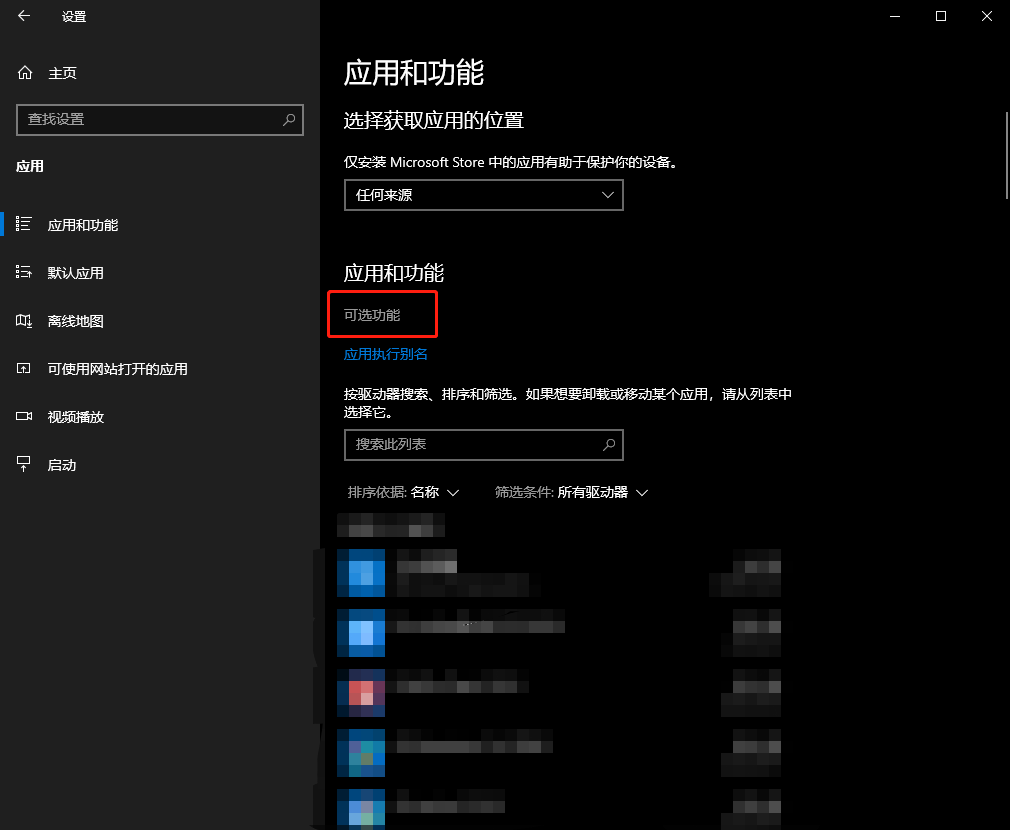 设置
主页
查找设置
应用
应用和功能
默认应用
离线地图
可使用网站打开的应用
视频播放
启动
应用和功能
选择获取应用的位置
仅安装 Microsoft Store 中的应用有助于保护你的设备。
任何来源
应用和功能
可选功能
应用执行别名
按驱动器搜索、排序和筛选。如果想要卸载或移动某个应用，请从列表中
选择它。
搜索此列表
排序依据: 名称 筛选条件: 所有驱动器